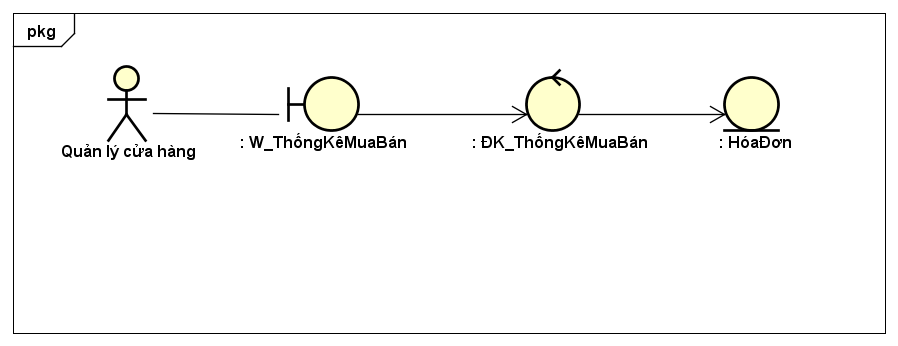 pkg
Quản lý cửa hàng
: W_ThốngKêMuaBán
: ĐK_ThốngKêMuaBán
: HóaĐơn